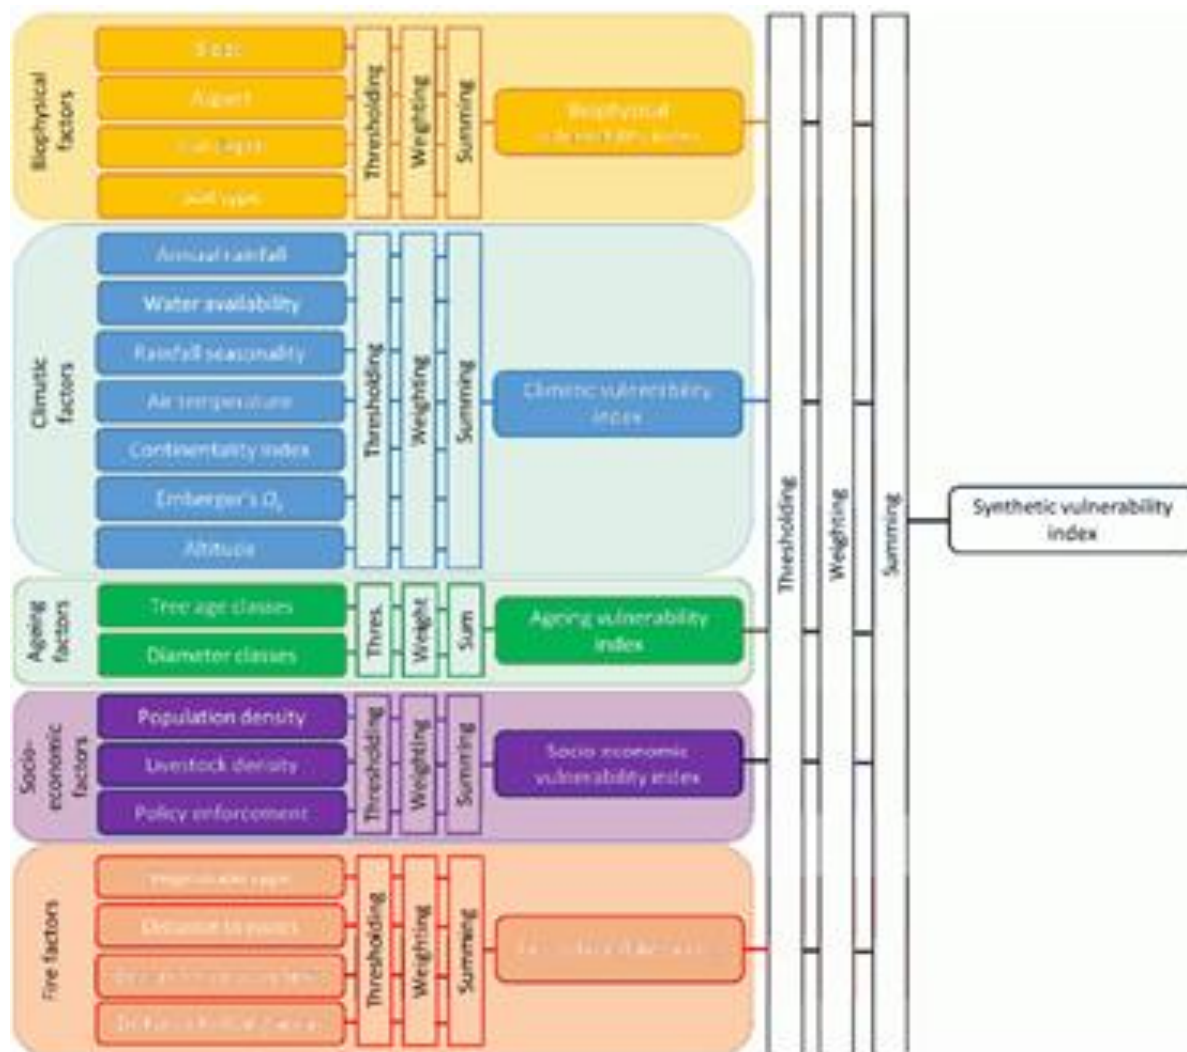 Biophysical
factors
Aspect
Thresholding
Weighting
Summing
Biophysical
Climatic
factors
Annual rainfall
Water availability
Rainfall seasonality
Air temperature
Continentality index
Emberger's
Altitude
Thresholding
Weighting
Summing
Climatic vulnerability
index
Ageing
factors
Tree age classes
Diameter classes
Thres.
Weight
Sum
Ageing vulnerability
index
Socio-
economic
factors
Population density
Livestock density
Policy enforcement
Thresholding
Weighting
Summing
Socio economic
vulnerability index
Fire factors
Thresholding
Weighting
Summing
Thresholding
Weighting
Summing
Synthetic vulnerability
index